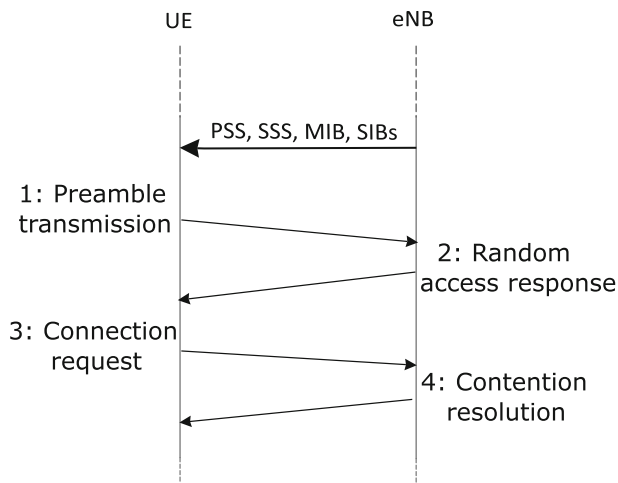 UE
eNB
PSS, SSS, MIB, SIBs
1: Preamble
transmission
2: Random
access response
3: Connection
request
4: Contention
resolution